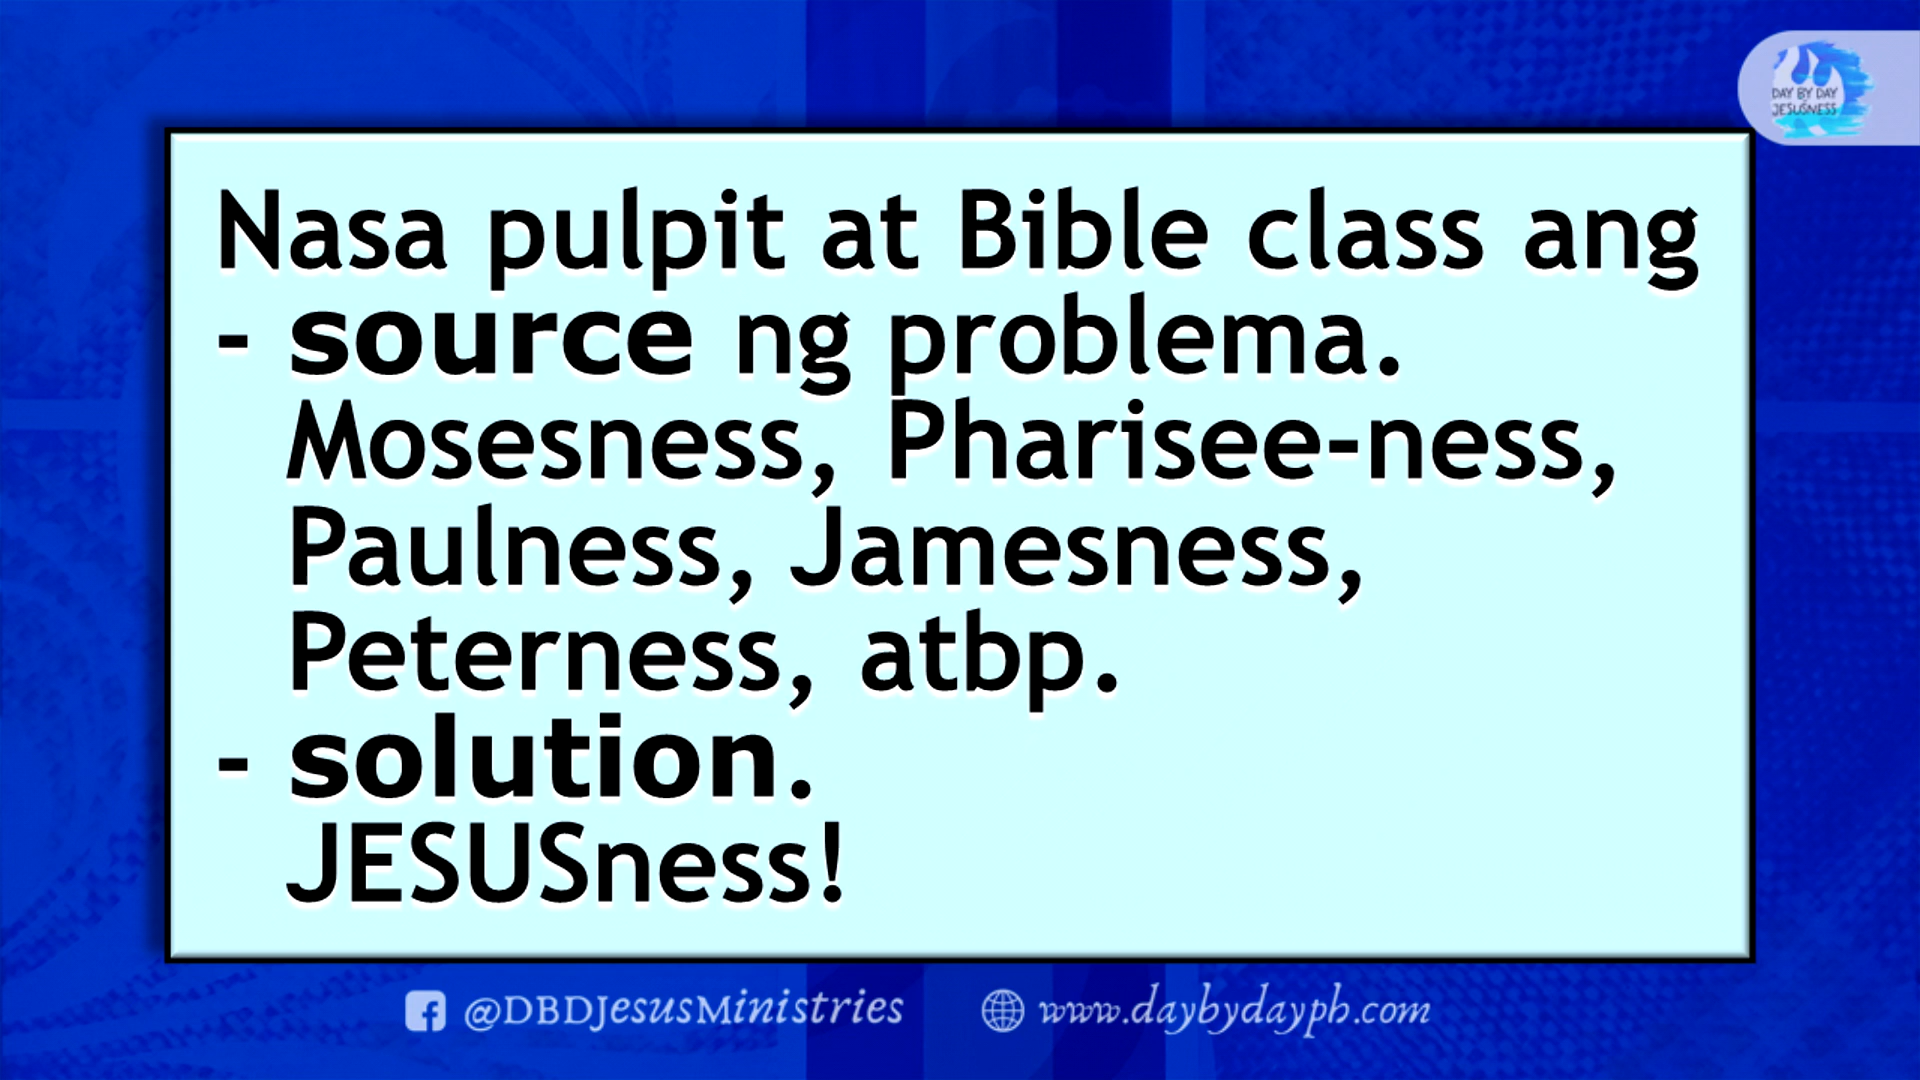 DAY BY DAY
JESUSNESS
Nasa pulpit at Bible class ang
- source ng problema.
Mosesness, Pharisee-ness,
Paulness, Jamesness,
Peterness, atbp.
- solution.
JESUSness!
@DBDJesusMinistries
www.daybydayph.com